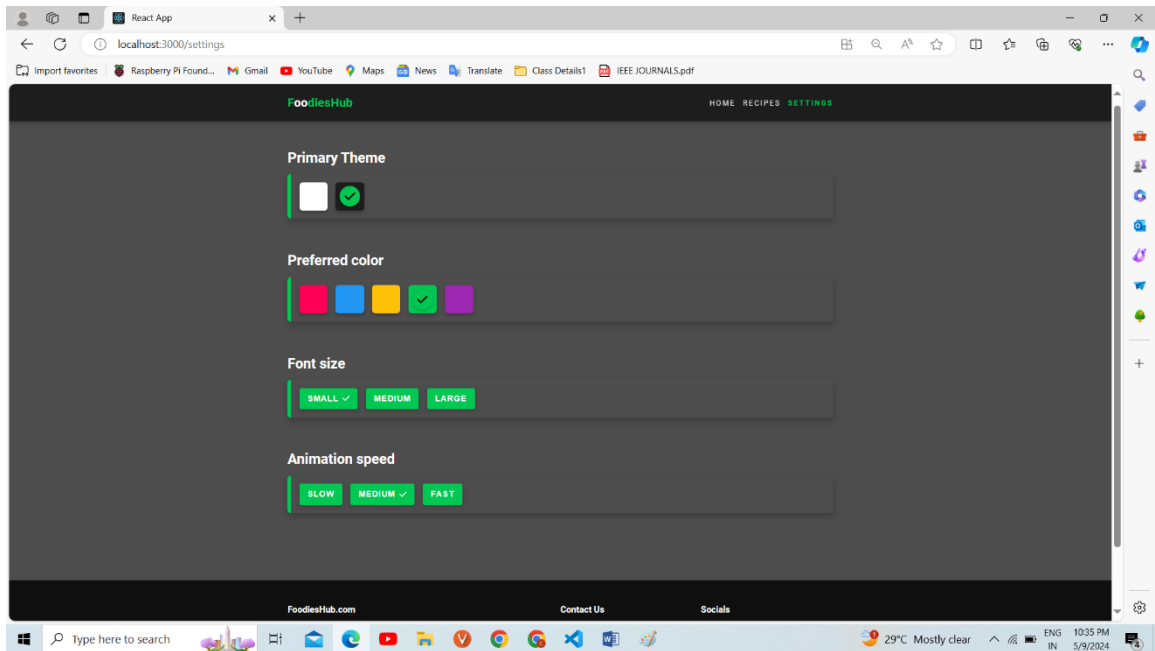 React App
localhost:3000/settings
Import favorites Raspberry Pi Found... Gmail YouTube Maps News Translate Class Details1 IEEE JOURNALS.pdf
FoodiesHub HOME RECIPES SETTINGS
Primary Theme
Preferred color
Font size
SMALL MEDIUM LARGE
Animation speed
SLOW MEDIUM FAST
FoodiesHub.com Contact Us Socials
Type here to search 29°C Mostly clear ENG 10:35 PM
IN 5/9/2024